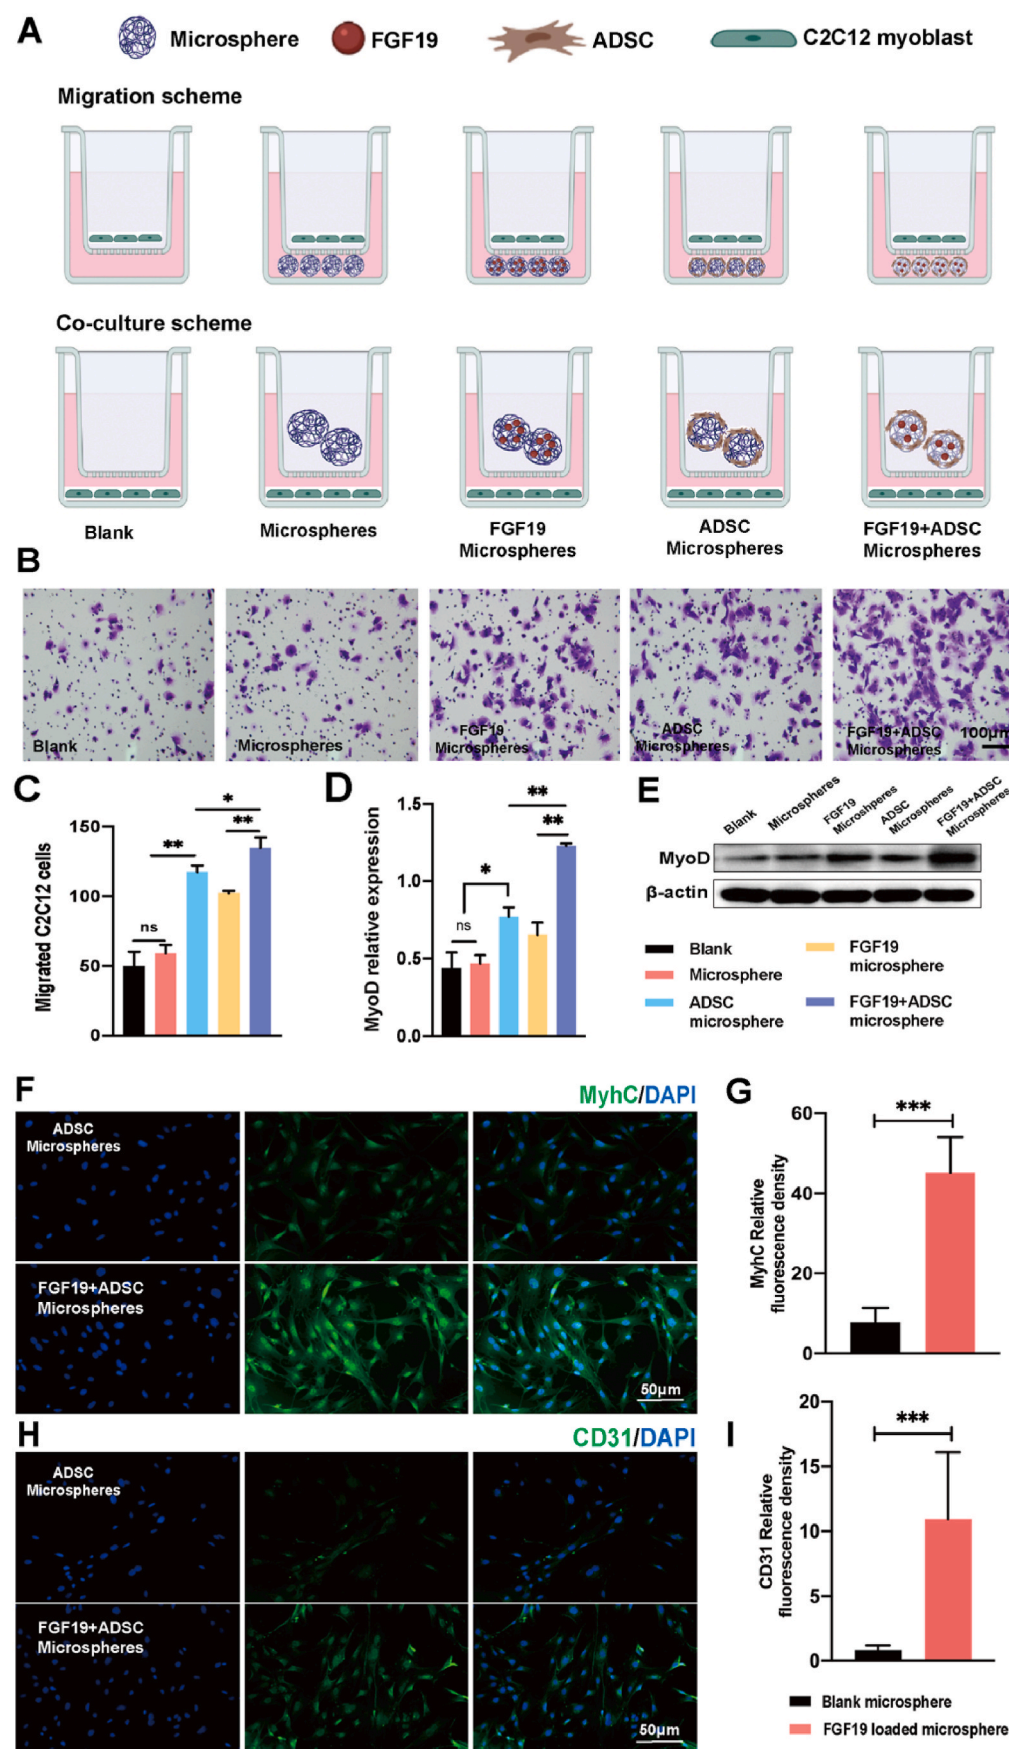 A
Microsphere
FGF19
ADSC
C2C12 myoblast
Migration scheme
Co-culture scheme
Blank
Microspheres
FGF19
Microspheres
ADSC
Microspheres
FGF19+ADSC
Microspheres
B
Blank
Microspheres
FGF19
Microspheres
ADSC
Microspheres
FGF19+ADSC
Microspheres
100μm
C
Migrated C2C12 cells
150
100
50
0
ns
**
*
**
D
MyoD relative expression
1.5
1.0
0.5
0.0
ns
*
**
**
E
Blank
Microspheres
FGF19
Microshperes
ADSC
Microspheres
FGF19+ADSC
Microspheres
MyoD
β-actin
Blank
Microsphere
ADSC
microsphere
FGF19
microsphere
FGF19+ADSC
microsphere
F
MyhC/DAPI
ADSC
Microspheres
FGF19+ADSC
Microspheres
50μm
G
MyhC Relative
fluorescence density
60
40
20
0
***
H
CD31/DAPI
ADSC
Microspheres
FGF19+ADSC
Microspheres
50μm
I
CD31 Relative
fluorescence density
20
15
10
5
0
***
Blank microsphere
FGF19 loaded microsphere